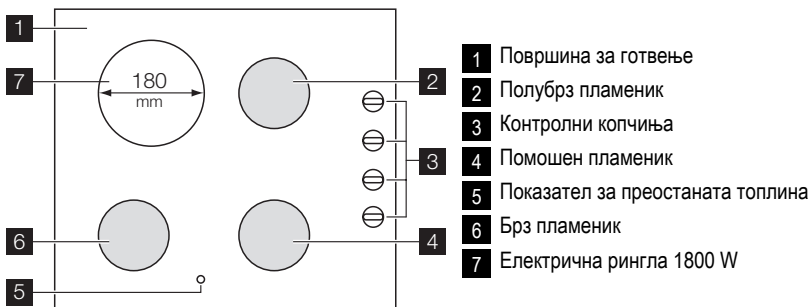 1
7
180
mm
2
3
6
4
5
1 Површина за готвење
2 Полубрз пламеник
3 Контролни копчиња
4 Помошен пламеник
5 Показател за преостаната топлина
6 Брз пламеник
7 Електрична рингла 1800 W